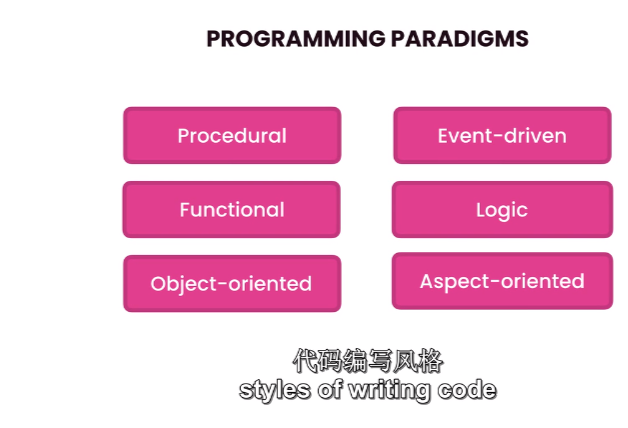 PROGRAMMING PARADIGMS
Procedural
Event-driven
Functional
Logic
Object-oriented
Aspect-oriented
代码编写风格
styles of writing code